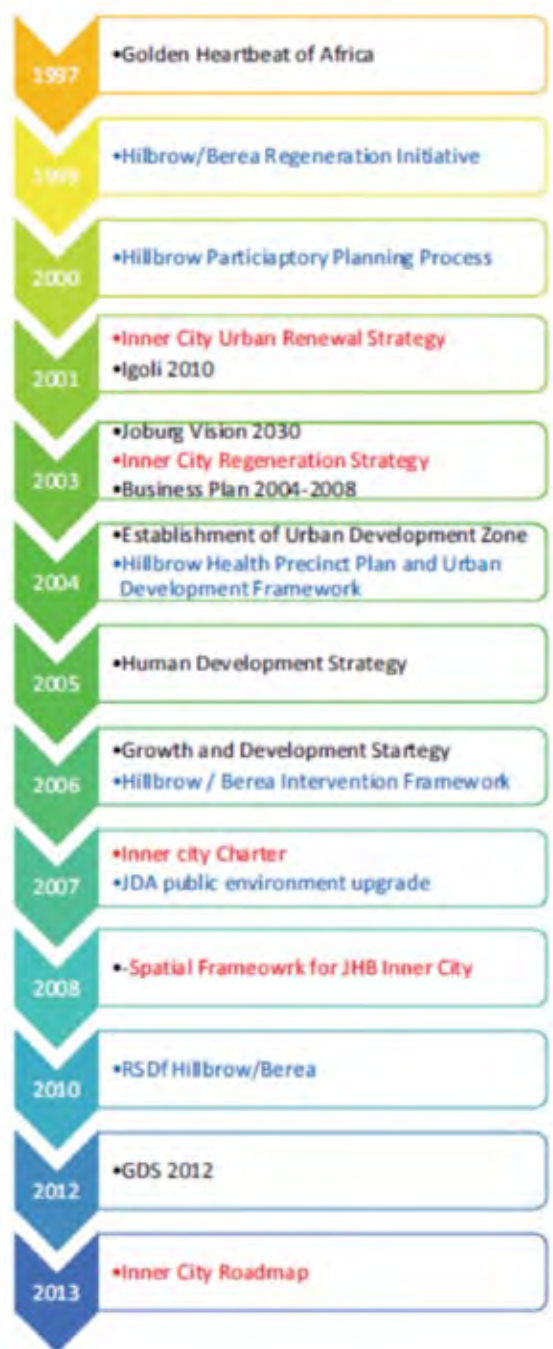 1997
•Golden Heartbeat of Africa
1999
•Hilbrow/Berea Regeneration Initiative
2000
•Hillbrow Particiaptory Planning Process
2001
•Inner City Urban Renewal Strategy
•Igoli 2010
2003
•Joburg Vision 2030
•Inner City Regeneration Strategy
•Business Plan 2004-2008
2004
•Establishment of Urban Development Zone
•Hillbrow Health Precinct Plan and Urban
Development Framework
2005
•Human Development Strategy
2006
•Growth and Development Startegy
•Hillbrow / Berea Intervention Framework
2007
•Inner city Charter
•JDA public environment upgrade
2008
•-Spatial Frameowrk for JHB Inner City
2010
•RSDf Hillbrow/Berea
2012
•GDS 2012
2013
•Inner City Roadmap